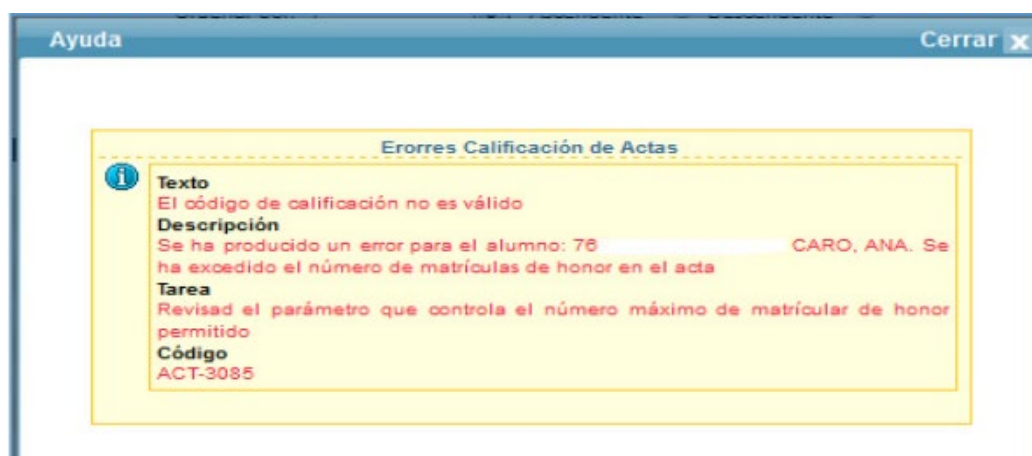 Ayuda
Cerrar x
Erorres Calificación de Actas
Texto
El código de calificación no es válido
Descripción
Se ha producido un error para el alumno: 76 CARO, ANA. Se
ha excedido el número de matrículas de honor en el acta
Tarea
Revisad el parámetro que controla el número máximo de matrícular de honor
permitido
Código
ACT-3085